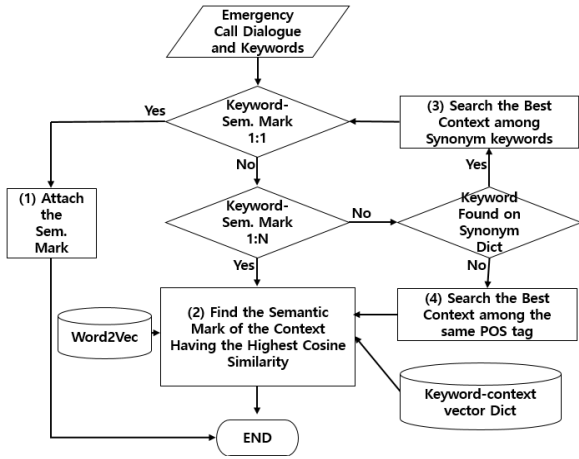 Emergency
Call Dialogue
and Keywords
Yes
Keyword-
Sem. Mark
1:1
(3) Search the Best
Context among
Synonym keywords
No
Yes
(1) Attach
the
Sem.
Mark
Keyword-
Sem. Mark
1:N
No
Keyword
Found on
Synonym
Dict
Yes
No
(2) Find the Semantic
Mark of the Context
Having the Highest Cosine
Similarity
(4) Search the Best
Context among the
same POS tag
Word2Vec
Keyword-context
vector Dict
END